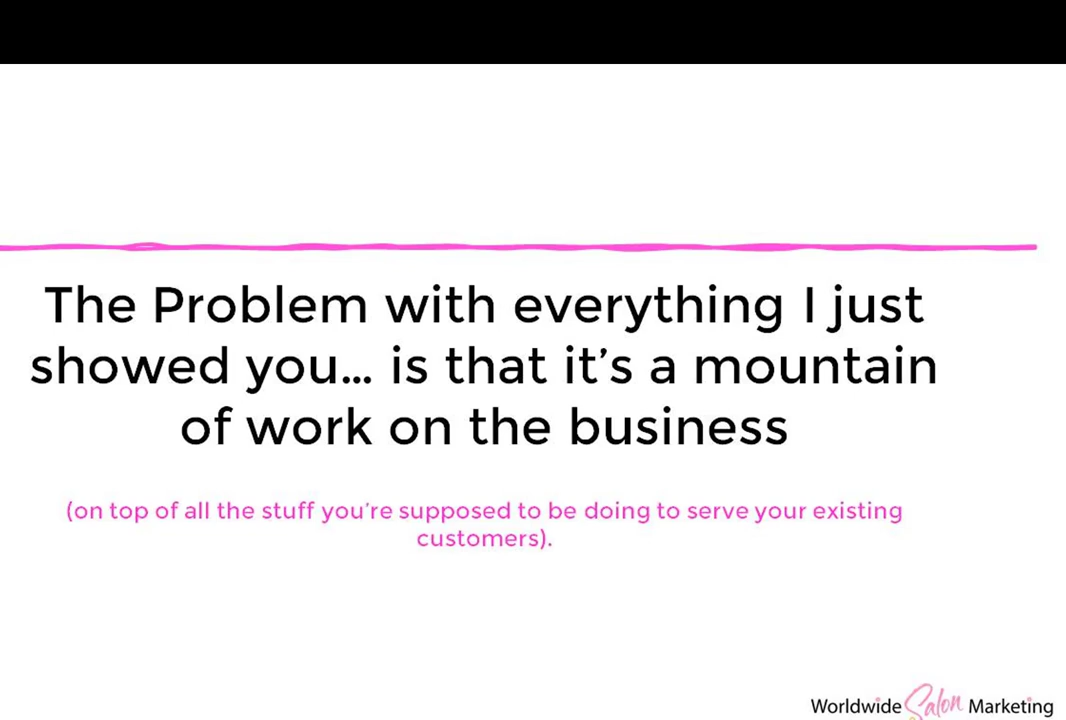 The Problem with everything I just
showed you... is that it’s a mountain
of work on the business
(on top of all the stuff you’re supposed to be doing to serve your existing
customers).
Worldwide Salon Marketing